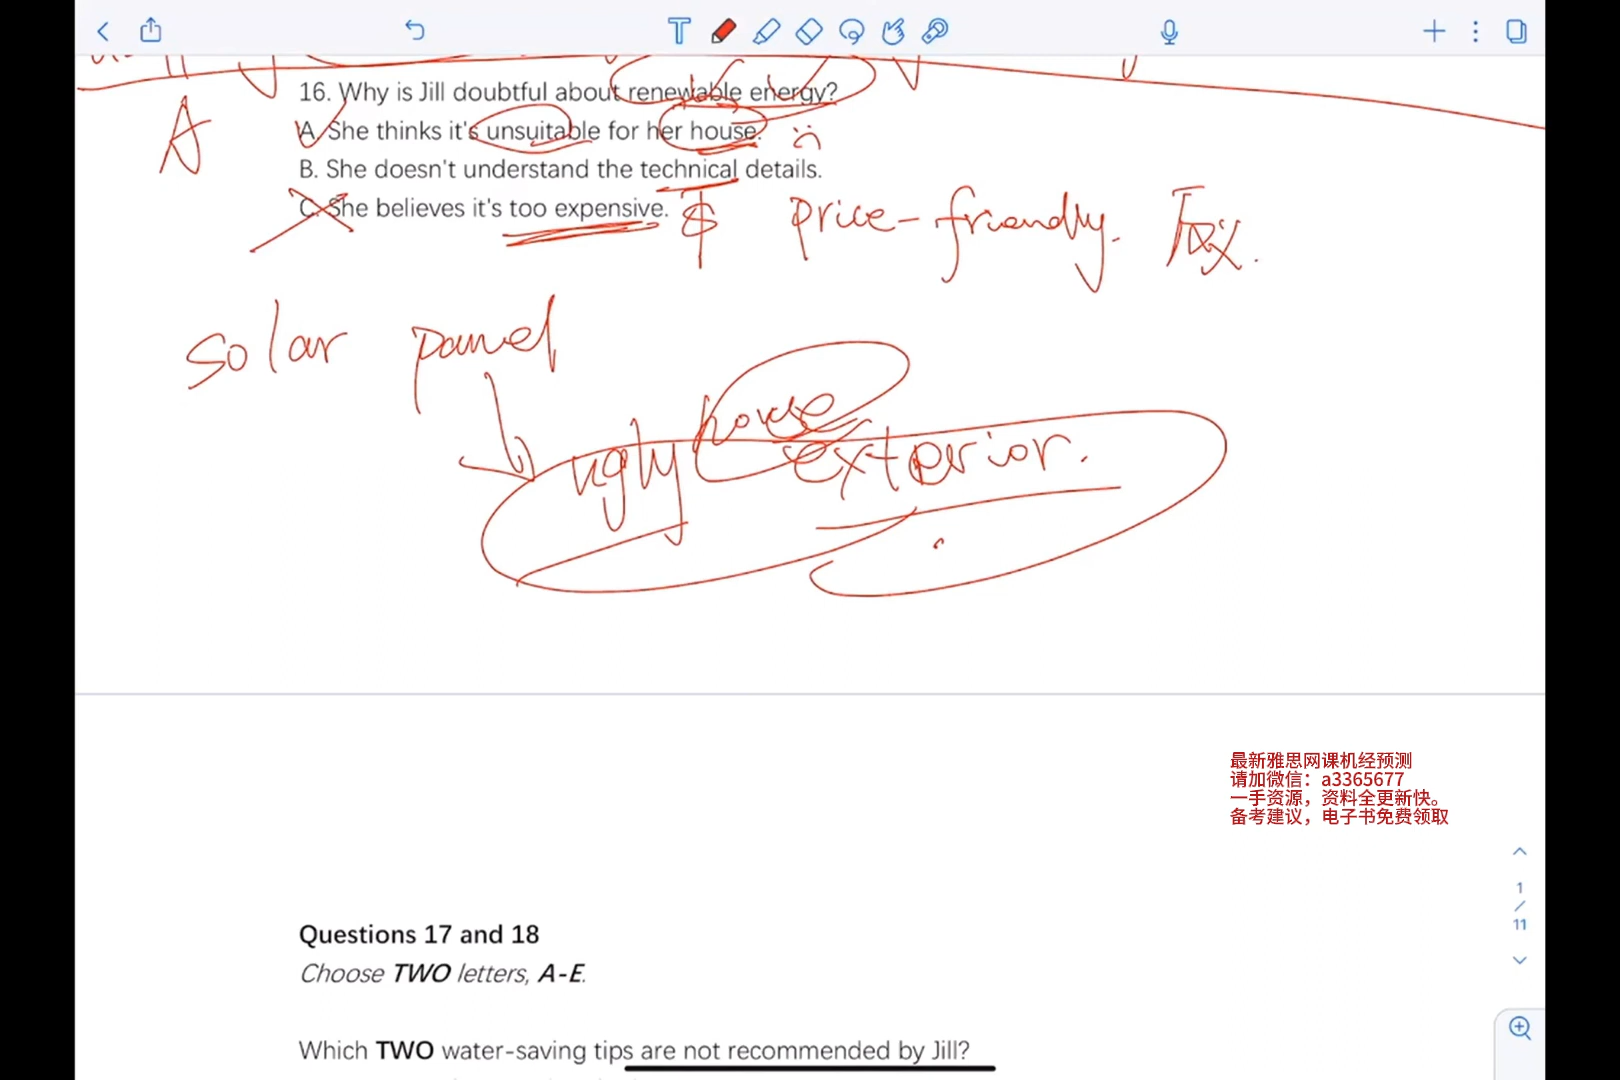 16. Why is Jill doubtful about renewable energy?
A
A. She thinks it's unsuitable for her house.
B. She doesn't understand the technical details.
C. She believes it's too expensive.
$ price-friendly.
solar panel
house
ugly exterior.
最新雅思网课机经预测
请加微信：a3365677
一手资源，资料全更新快。
备考建议，电子书免费领取
1
/
11
Questions 17 and 18
Choose TWO letters, A-E.
Which TWO water-saving tips are not recommended by Jill?